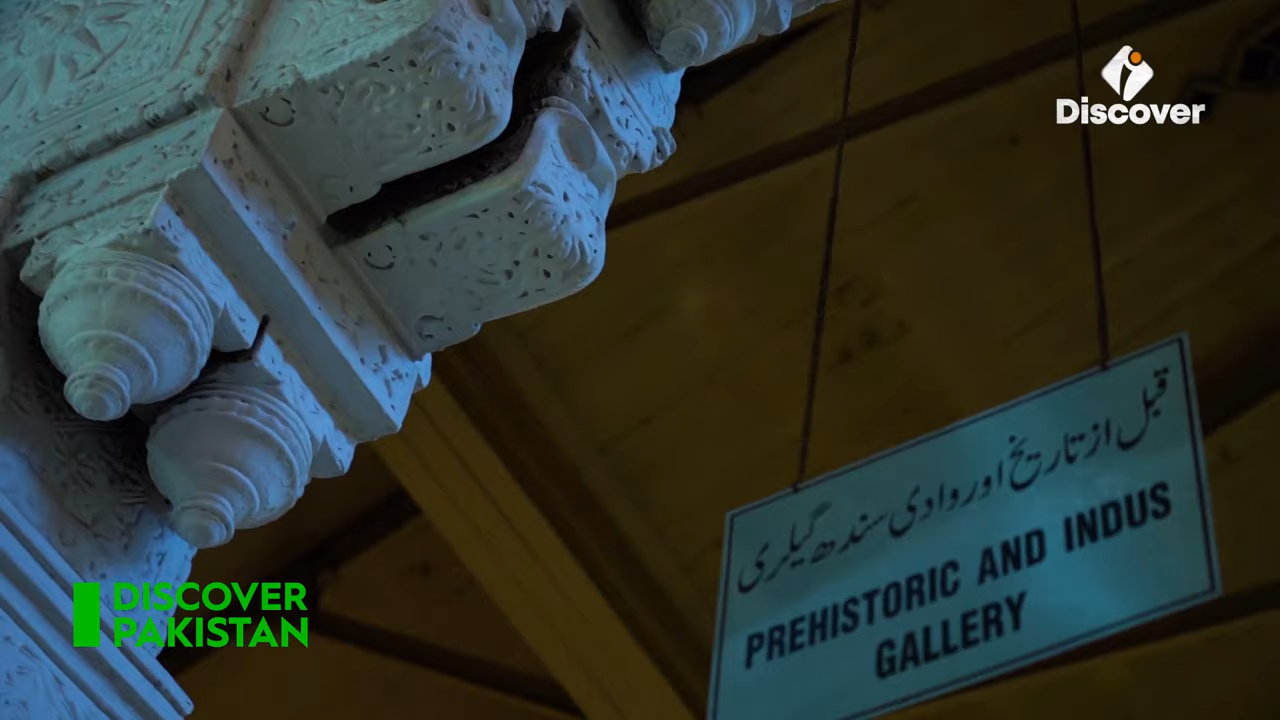 Discover
قبل از تاریخ اور وادی سندھ گیلری
PREHISTORIC AND INDUS
GALLERY
DISCOVER
PAKISTAN